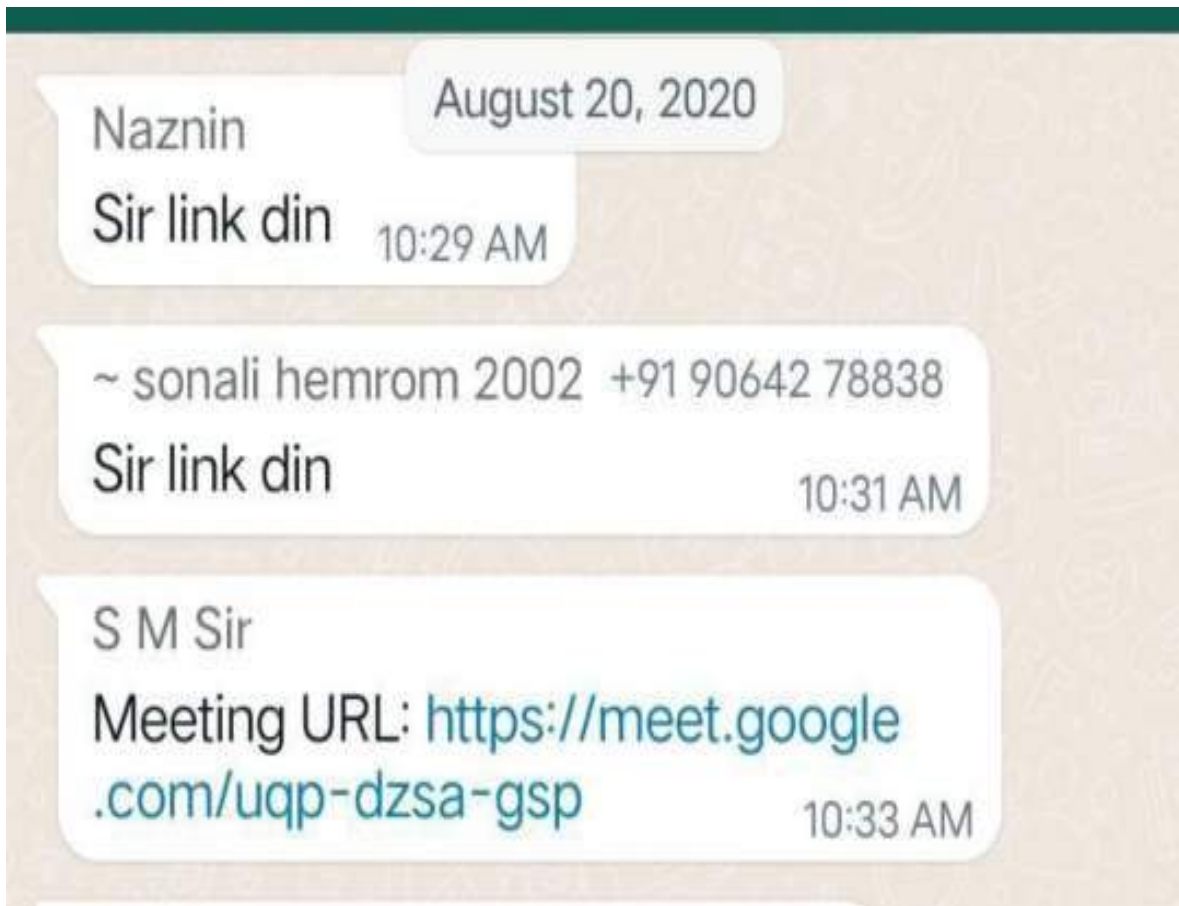 August 20, 2020
Naznin
Sir link din 10:29 AM
~ sonali hemrom 2002 +91 90642 78838
Sir link din
10:31 AM
S M Sir
Meeting URL: https://meet.google
.com/uqp-dzsa-gsp
10:33 AM